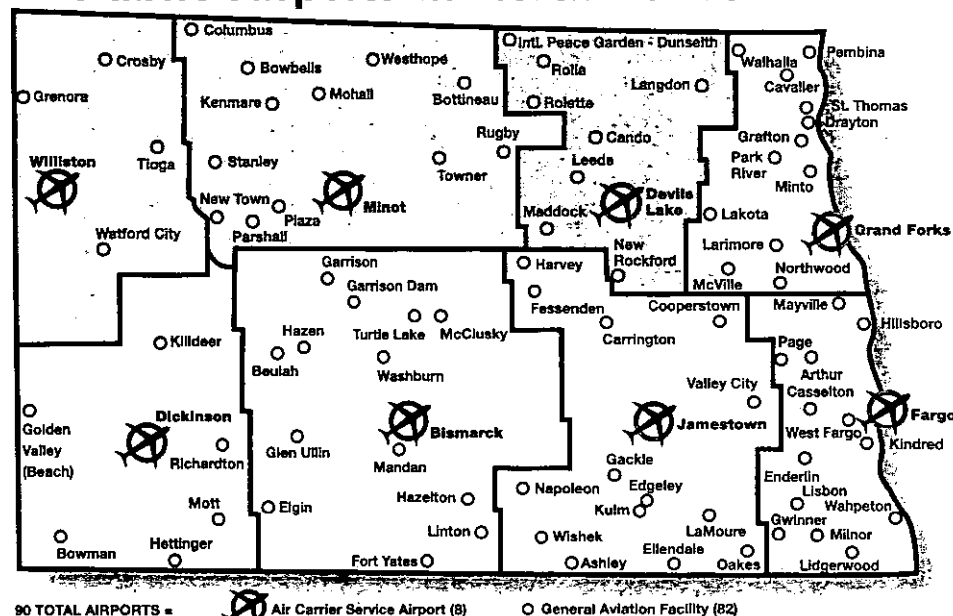 Columbus
Intl. Peace Garden - Dunseith
Pembina
Crosby
Westhope
Walhalla
Bowbells
Rolla
Cavalier
Grenora
Kenmare
Mohall
Bottineau
Langdon
Rolette
St. Thomas
Drayton
Rugby
Cando
Grafton
Tioga
Stanley
Towner
Leeds
Park
River
Minto
Williston
New Town
Plaza
Minot
Devils
Lake
Parshall
Maddock
Lakota
Grand Forks
Watford City
Larimore
New
Rockford
Garrison
Harvey
McVille
Northwood
Garrison Dam
Fessenden
Cooperstown
Mayville
Turtle Lake
McClusky
Hillsboro
Hazen
Carrington
Killdeer
Page
Beulah
Washburn
Arthur
Valley City
Casselton
Golden
Valley
(Beach)
Dickinson
Bismarck
Jamestown
Fargo
West Fargo
Kindred
Richardton
Glen Ullin
Mandan
Gackle
Enderlin
Napoleon
Edgeley
Lisbon
Mott
Elgin
Hazelton
Kulm
Wahpeton
LaMoure
Gwinner
Bowman
Hettinger
Linton
Wishek
Milnor
Fort Yates
Ashley
Ellendale
Oakes
Lidgerwood
90 TOTAL AIRPORTS =
Air Carrier Service Airport (8)
General Aviation Facility (82)